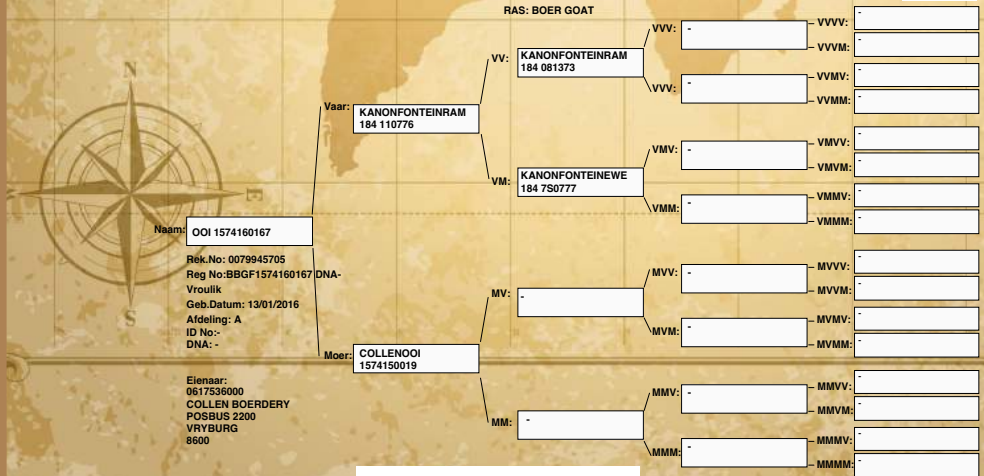 RAS: BOER GOAT
N
E
S
Naam:
OOI 1574160167
Rek.No: 0079945705
Reg No:BBGF1574160167 DNA-
Vroulik
Geb.Datum: 13/01/2016
Afdeling: A
ID No:-
DNA: -
Eienaar:
0617536000
COLLEN BOERDERY
POSBUS 2200
VRYBURG
8600
Vaar:
KANONFONTEINRAM
184 110776
Moer:
COLLENOOI
1574150019
VV:
KANONFONTEINRAM
184 081373
VM:
KANONFONTEINEWE
184 7S0777
MV:
-
MM:
-
VVV:
-
VVV:
-
VMV:
-
VMM:
-
MVV:
-
MVM:
-
MMV:
-
MMM:
-
VVVV:
-
VVVM:
-
VVMV:
-
VVMM:
-
VMVV:
-
VMVM:
-
VMMV:
-
VMMM:
-
MVVV:
-
MVVM:
-
MVMV:
-
MVMM:
-
MMVV:
-
MMVM:
-
MMMV:
-
MMMM:
-